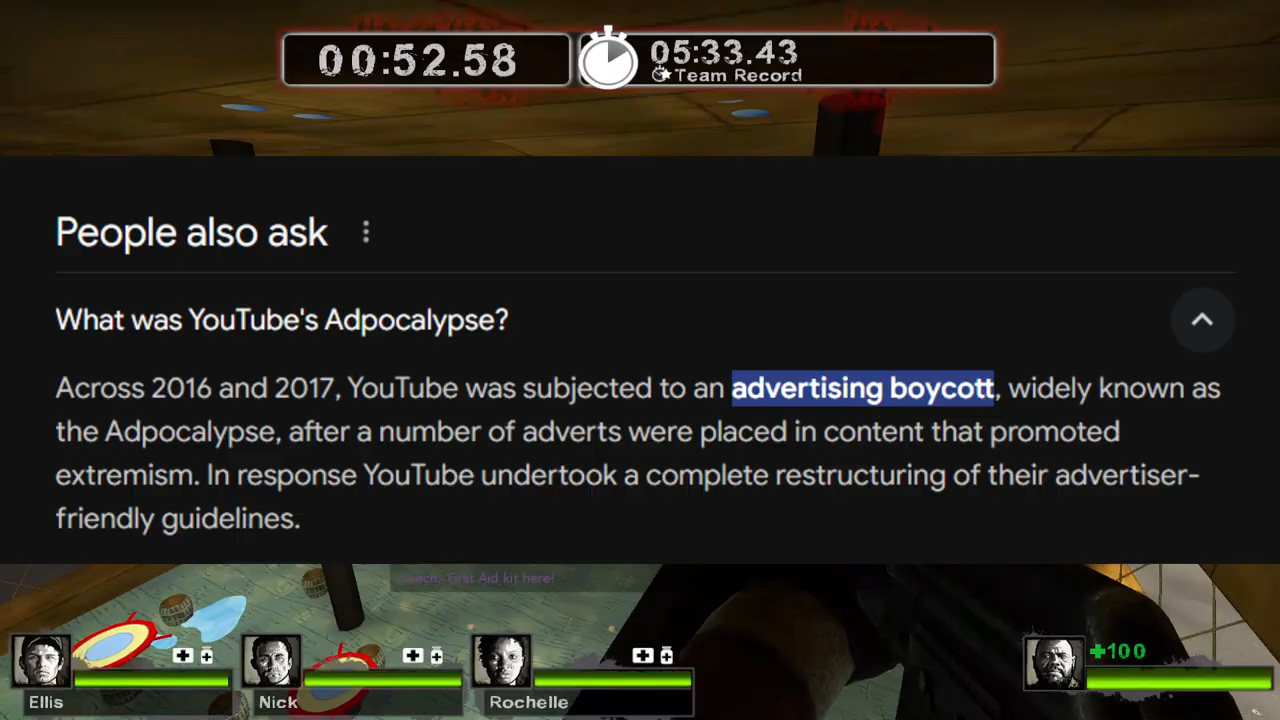 00:52.58
05:33.43
Team Record
People also ask
What was YouTube's Adpocalypse?
Across 2016 and 2017, YouTube was subjected to an advertising boycott, widely known as
the Adpocalypse, after a number of adverts were placed in content that promoted
extremism. In response YouTube undertook a complete restructuring of their advertiser-
friendly guidelines.
Coach: First Aid kit here!
+100
Ellis
Nick
Rochelle